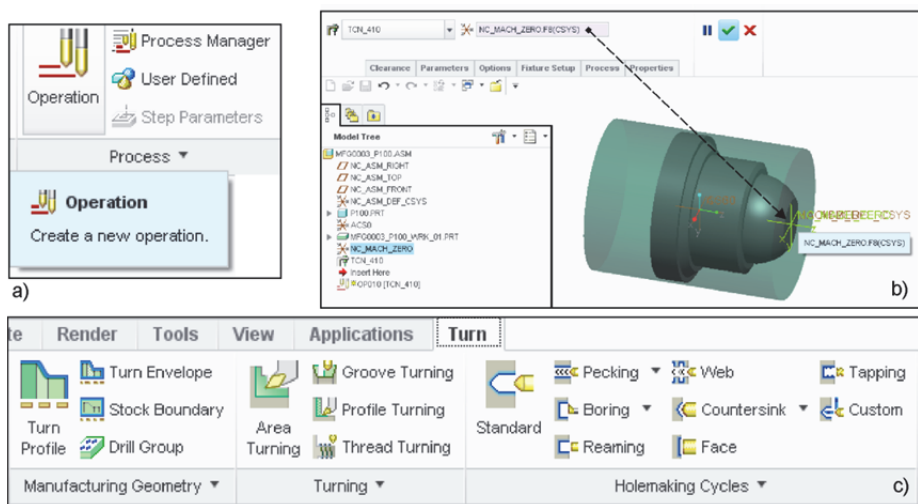 Operation
Process Manager
User Defined
Step Parameters
Process
Operation
Create a new operation.
a)
TCN_410
NC_MACH_ZERO.F8(CSYS)
Clearance Parameters Options Fixture Setup Process Properties
Model Tree
MFG0003_P100.ASM
NC_ASM_RIGHT
NC_ASM_TOP
NC_ASM_FRONT
NC_ASM_DEF_CSYS
P100.PRT
ACS0
MFG0003_P100_WRK_01.PRT
NC_MACH_ZERO
TCN_410
Insert Here
OP010 [TCN_410]
NC_MACH_ZERO.F8(CSYS)
b)
te Render Tools View Applications Turn
Turn Profile
Turn Envelope
Stock Boundary
Drill Group
Manufacturing Geometry
Area Turning
Groove Turning
Profile Turning
Thread Turning
Turning
Standard
Pecking Web Tapping
Boring Countersink Custom
Reaming Face
Holemaking Cycles
c)